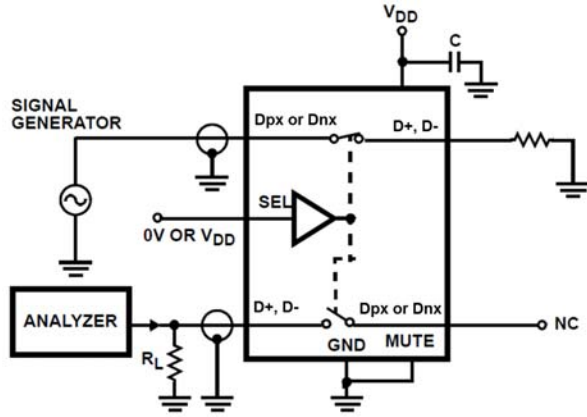 VDD
C
SIGNAL
GENERATOR
Dpx or Dnx
D+, D-
SEL
0V OR VDD
D+, D-
Dpx or Dnx
ANALYZER
NC
RL
GND
MUTE